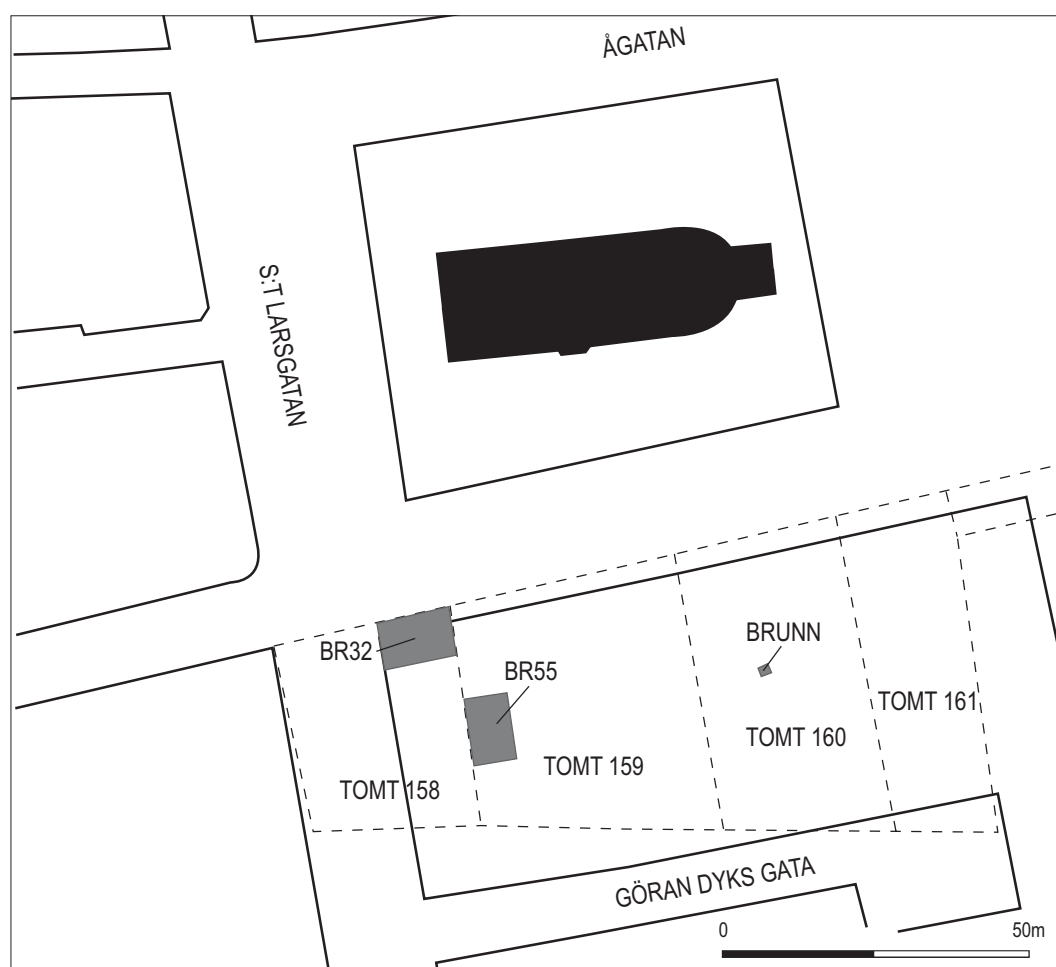 ÅGATAN
S:T LARSGATAN
BR32
BR55
BRUNN
TOMT 161
TOMT 160
TOMT 159
TOMT 158
GÖRAN DYKS GATA
0 50m